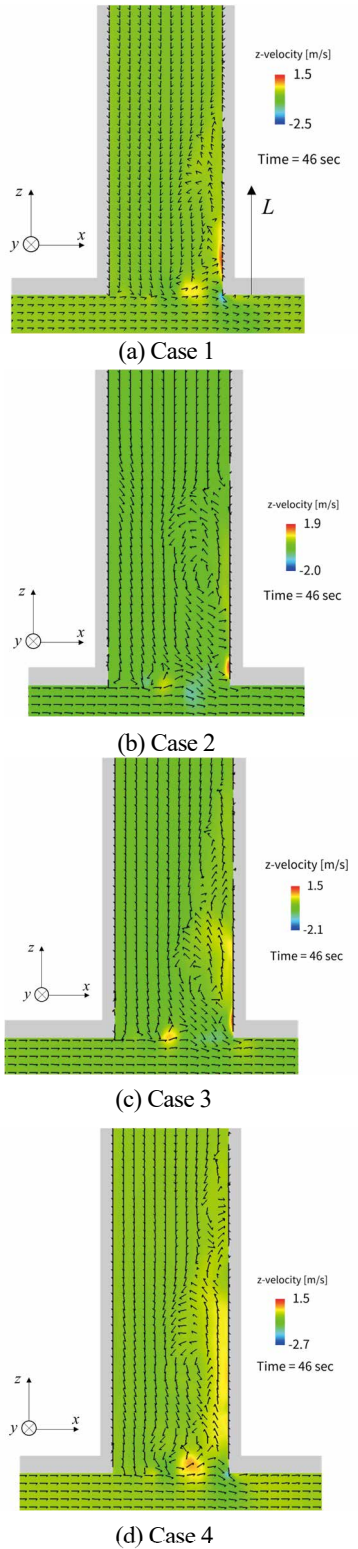 z-velocity [m/s]
1.5
-2.5
Time = 46 sec
z
L
y
x
(a) Case 1
z-velocity [m/s]
1.9
-2.0
Time = 46 sec
z
y
x
(b) Case 2
z-velocity [m/s]
1.5
-2.1
Time = 46 sec
z
y
x
(c) Case 3
z-velocity [m/s]
1.5
-2.7
Time = 46 sec
z
y
x
(d) Case 4